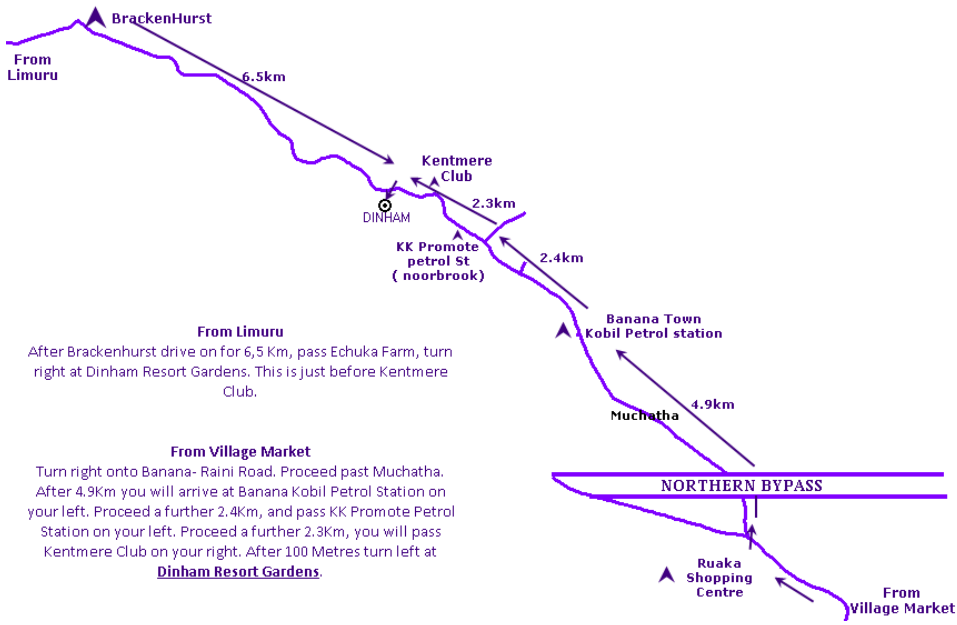 BrackenHurst
From
Limuru
6.5km
Kentmere
Club
2.3km
DINHAM
KK Promote
petrol St
( noorbrook)
2.4km
Banana Town
Kobil Petrol station
4.9km
Muchatha
NORTHERN BYPASS
Ruaka
Shopping
Centre
From
Village Market
From Limuru
After Brackenhurst drive on for 6,5 Km, pass Echuka Farm, turn
right at Dinham Resort Gardens. This is just before Kentmere
Club.
From Village Market
Turn right onto Banana- Raini Road. Proceed past Muchatha.
After 4.9Km you will arrive at Banana Kobil Petrol Station on
your left. Proceed a further 2.4Km, and pass KK Promote Petrol
Station on your left. Proceed a further 2.3Km, you will pass
Kentmere Club on your right. After 100 Metres turn left at
Dinham Resort Gardens.